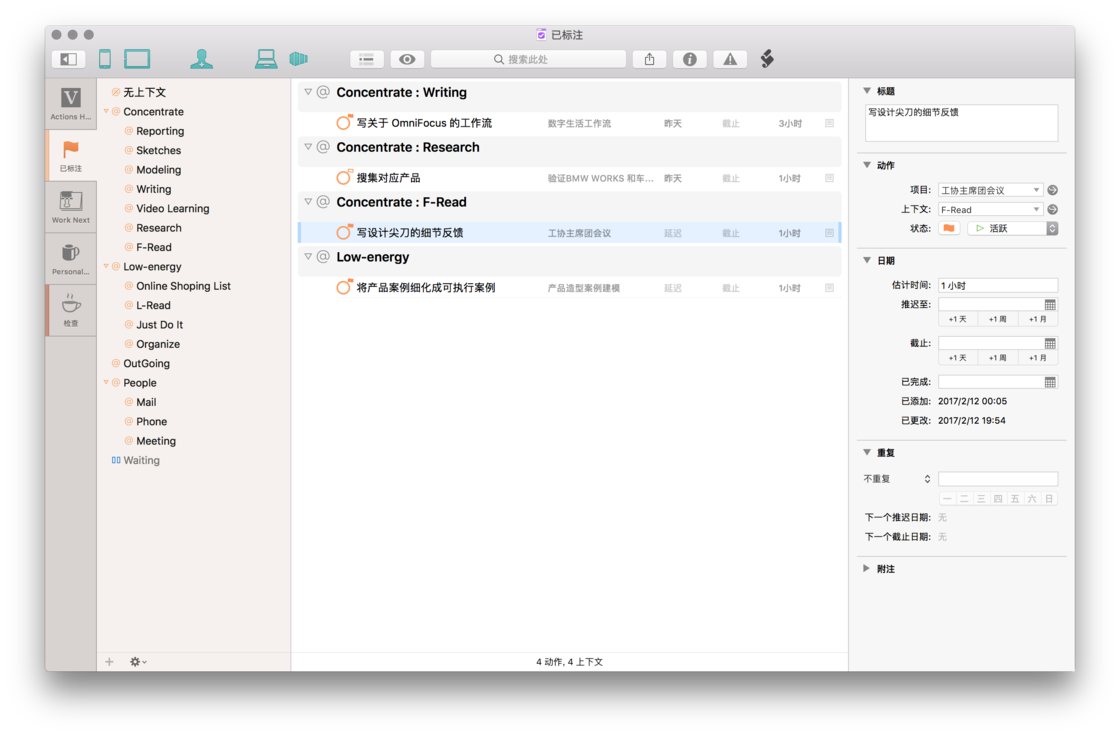 已标注
搜索此处
Actions H...
已标注
Work Next
Personal...
检查
无上下文
Concentrate
Reporting
Sketches
Modeling
Writing
Video Learning
Research
F-Read
Low-energy
Online Shoping List
L-Read
Just Do It
Organize
OutGoing
People
Mail
Phone
Meeting
Waiting
Concentrate : Writing
写关于 OmniFocus 的工作流 数字生活工作流 昨天 截止 3小时
Concentrate : Research
搜集对应产品 验证BMW WORKS 和车... 昨天 截止 1小时
Concentrate : F-Read
写设计尖刀的细节反馈 工协主席团会议 延迟 截止 1小时
Low-energy
将产品案例细化成可执行案例 产品造型案例建模 延迟 截止 1小时
4 动作, 4 上下文
标题
写设计尖刀的细节反馈
动作
项目: 工协主席团会议
上下文: F-Read
状态: 活跃
日期
估计时间: 1 小时
推迟至:
+1 天 +1 周 +1 月
截止:
+1 天 +1 周 +1 月
已完成:
已添加: 2017/2/12 00:05
已更改: 2017/2/12 19:54
重复
不重复
一 二 三 四 五 六 日
下一个推迟日期: 无
下一个截止日期: 无
附注